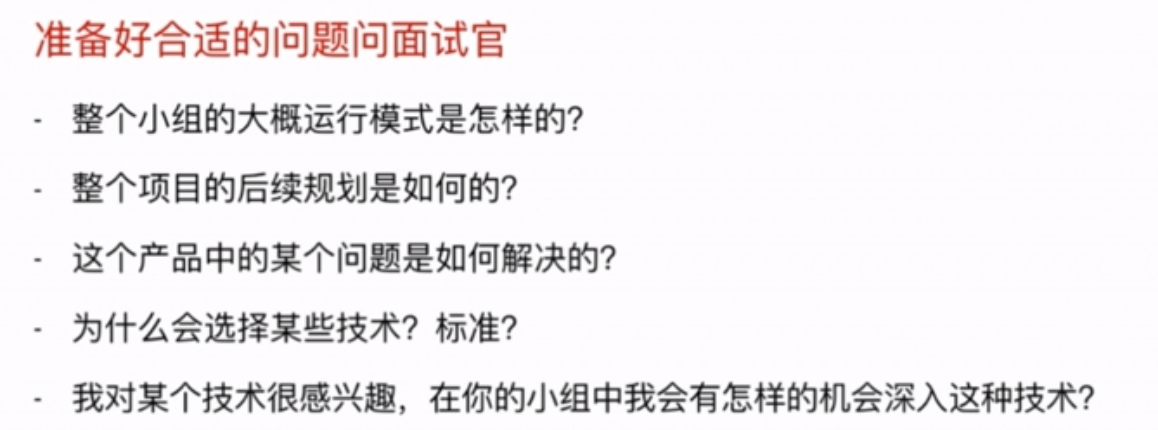 准备好合适的问题问面试官
- 整个小组的大概运行模式是怎样的？
- 整个项目的后续规划是如何的？
- 这个产品中的某个问题是如何解决的？
- 为什么会选择某些技术？标准？
- 我对某个技术很感兴趣，在你的小组中我会有怎样的机会深入这种技术？